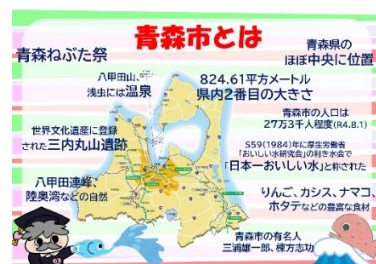 青森市とは
青森ねぶた祭
青森県の
ほぼ中央に位置
八甲田山、
浅虫には温泉
824.61平方メートル
県内2番目の大きさ
青森市の人口は
27万3千人程度(R4.8.1)
世界文化遺産に登録
された三内丸山遺跡
S59(1984)年に厚生労働省
「おいしい水研究会」の利き水会で
「日本一おいしい水」と称された
八甲田連峰、
陸奥湾などの自然
りんご、カシス、ナマコ、
ホタテなどの豊富な食材
青森市の有名人
三浦雄一郎、棟方志功